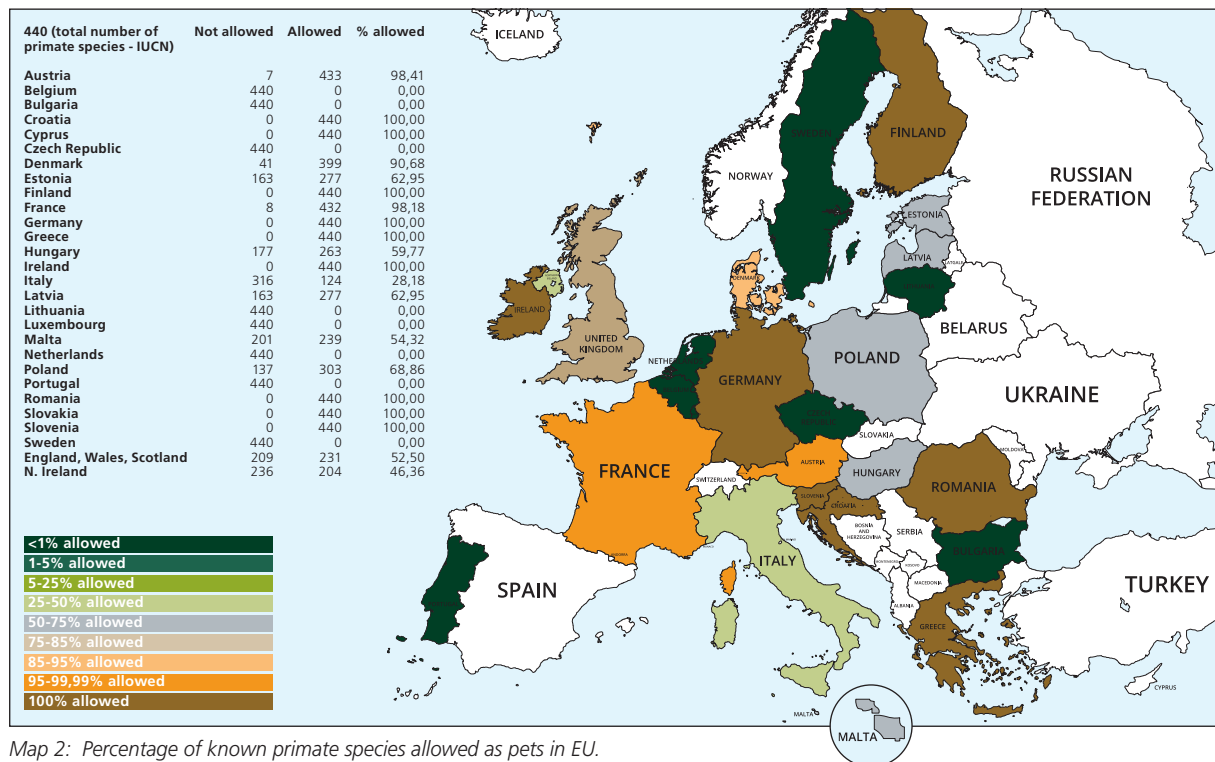 440 (total number of primate species - IUCN) Not allowed Allowed % allowed
Austria 7 433 98,41
Belgium 440 0 0,00
Bulgaria 440 0 0,00
Croatia 0 440 100,00
Cyprus 0 440 100,00
Czech Republic 440 0 0,00
Denmark 41 399 90,68
Estonia 163 277 62,95
Finland 0 440 100,00
France 8 432 98,18
Germany 0 440 100,00
Greece 0 440 100,00
Hungary 177 263 59,77
Ireland 0 440 100,00
Italy 316 124 28,18
Latvia 163 277 62,95
Lithuania 440 0 0,00
Luxembourg 440 0 0,00
Malta 201 239 54,32
Netherlands 440 0 0,00
Poland 137 303 68,86
Portugal 440 0 0,00
Romania 0 440 100,00
Slovakia 0 440 100,00
Slovenia 0 440 100,00
Sweden 440 0 0,00
England, Wales, Scotland 209 231 52,50
N. Ireland 236 204 46,36
<1% allowed
1-5% allowed
5-25% allowed
25-50% allowed
50-75% allowed
75-85% allowed
85-95% allowed
95-99,99% allowed
100% allowed
ICELAND
SWEDEN
FINLAND
NORWAY
RUSSIAN
FEDERATION
ESTONIA
LATVIA
LATGALE
DENMARK
IRELAND
UNITED
KINGDOM
BELARUS
POLAND
GERMANY
UKRAINE
CZECH
REPUBLIC
SLOVAKIA
MOLDOVA
FRANCE
SWITZERLAND
AUSTRIA
HUNGARY
SLOVENIA
CROATIA
ROMANIA
BOSNIA
AND
HERZEGOVINA
SERBIA
ANDORRA
MONACO
ITALY
MONTENEGRO
KOSOVO
BULGARIA
MACEDONIA
SPAIN
TURKEY
ALBANIA
GREECE
CYPRUS
MALTA
MALTA
Map 2: Percentage of known primate species allowed as pets in EU.